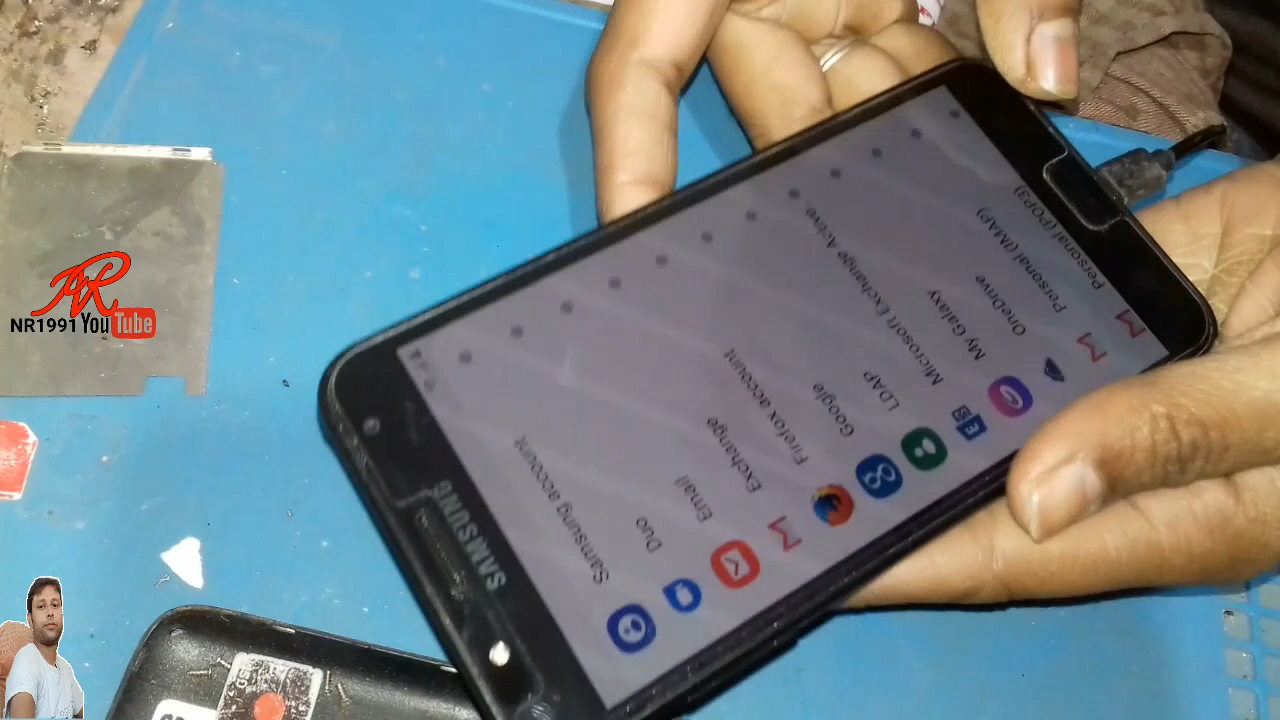 NR1991 YouTube
SAMSUNG
Samsung account
Duo
Email
Exchange
Firefox account
Google
LDAP
Microsoft Exchange Active
My Galaxy
OneDrive
Personal (IMAP)
Personal (POP3)